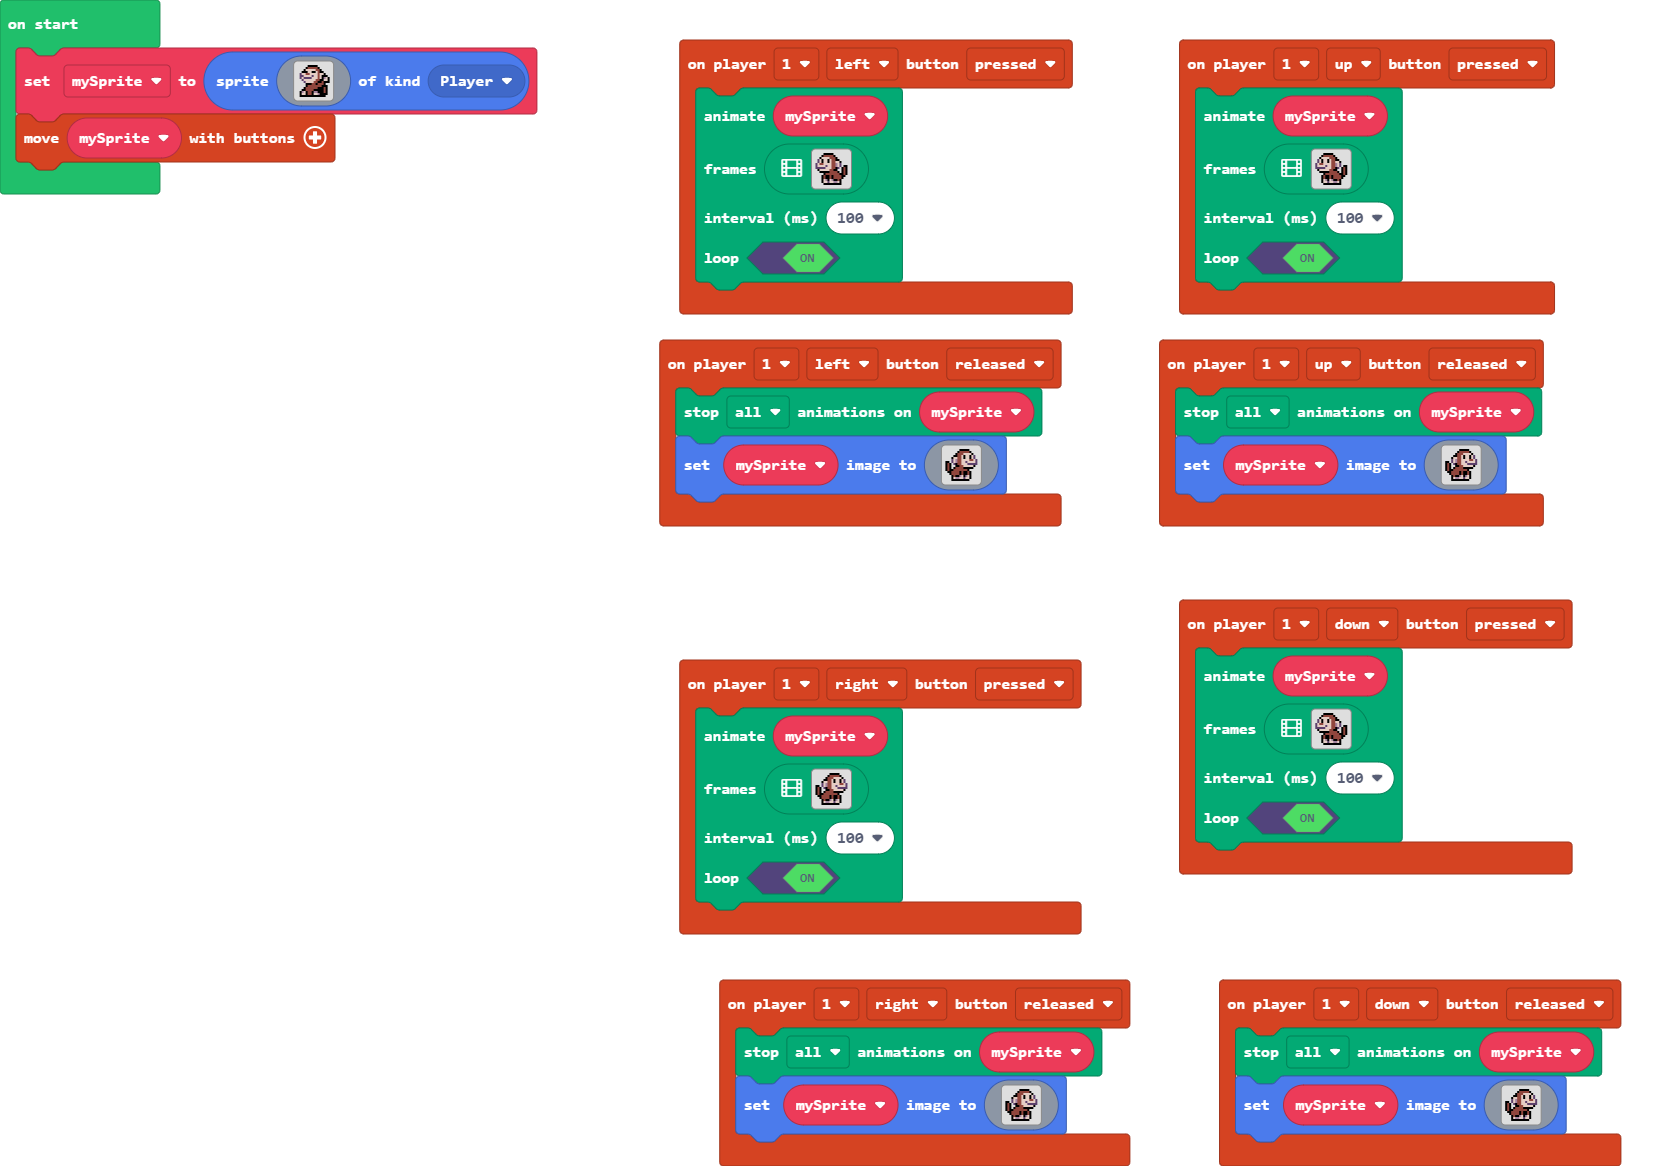 on start
set mySprite to sprite of kind Player
move mySprite with buttons
on player 1 left button pressed
animate mySprite
frames
interval (ms) 100
loop ON
on player 1 left button released
stop all animations on mySprite
set mySprite image to
on player 1 right button pressed
animate mySprite
frames
interval (ms) 100
loop ON
on player 1 right button released
stop all animations on mySprite
set mySprite image to
on player 1 up button pressed
animate mySprite
frames
interval (ms) 100
loop ON
on player 1 up button released
stop all animations on mySprite
set mySprite image to
on player 1 down button pressed
animate mySprite
frames
interval (ms) 100
loop ON
on player 1 down button released
stop all animations on mySprite
set mySprite image to